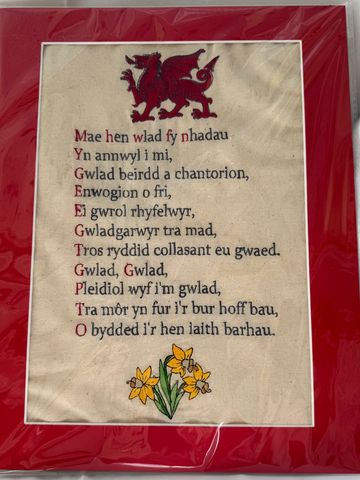 Mae hen wlad fy nhadau
Yn annwyl i mi,
Gwlad beirdd a chantorion,
Enwogion o fri,
Ei gwrol rhyfelwyr,
Gwladgarwyr tra mad,
Tros ryddid collasant eu gwaed.
Gwlad, Gwlad,
Pleidiol wyf i'm gwlad,
Tra môr yn fur i'r bur hoff bau,
O bydded i'r hen iaith barhau.